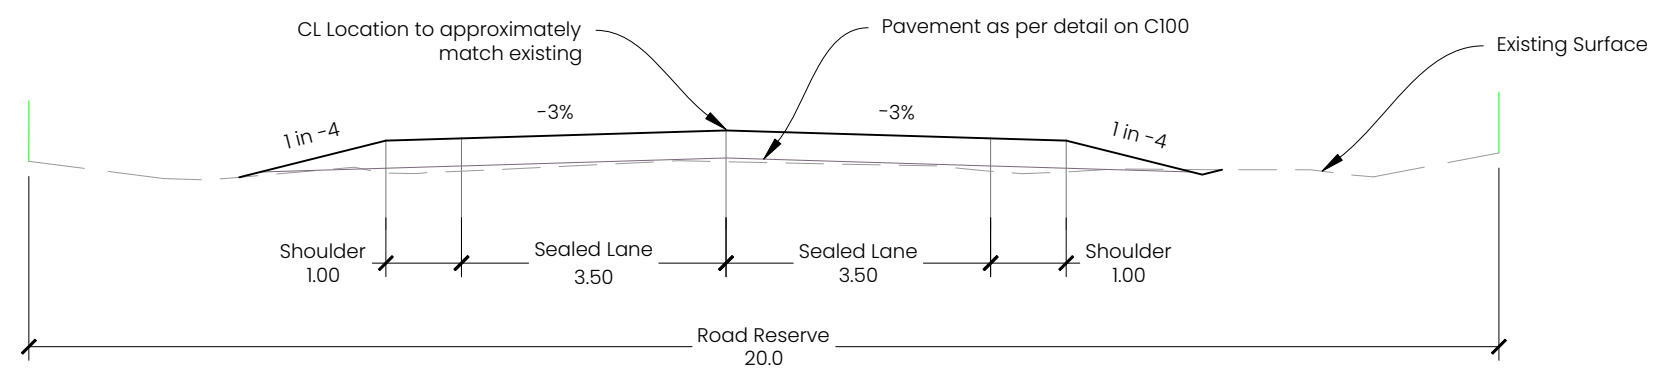 CL Location to approximately
match existing
Pavement as per detail on C100
Existing Surface
1 in -4
-3%
-3%
1 in -4
Shoulder
1.00
Sealed Lane
3.50
Sealed Lane
3.50
Shoulder
1.00
Road Reserve
20.0